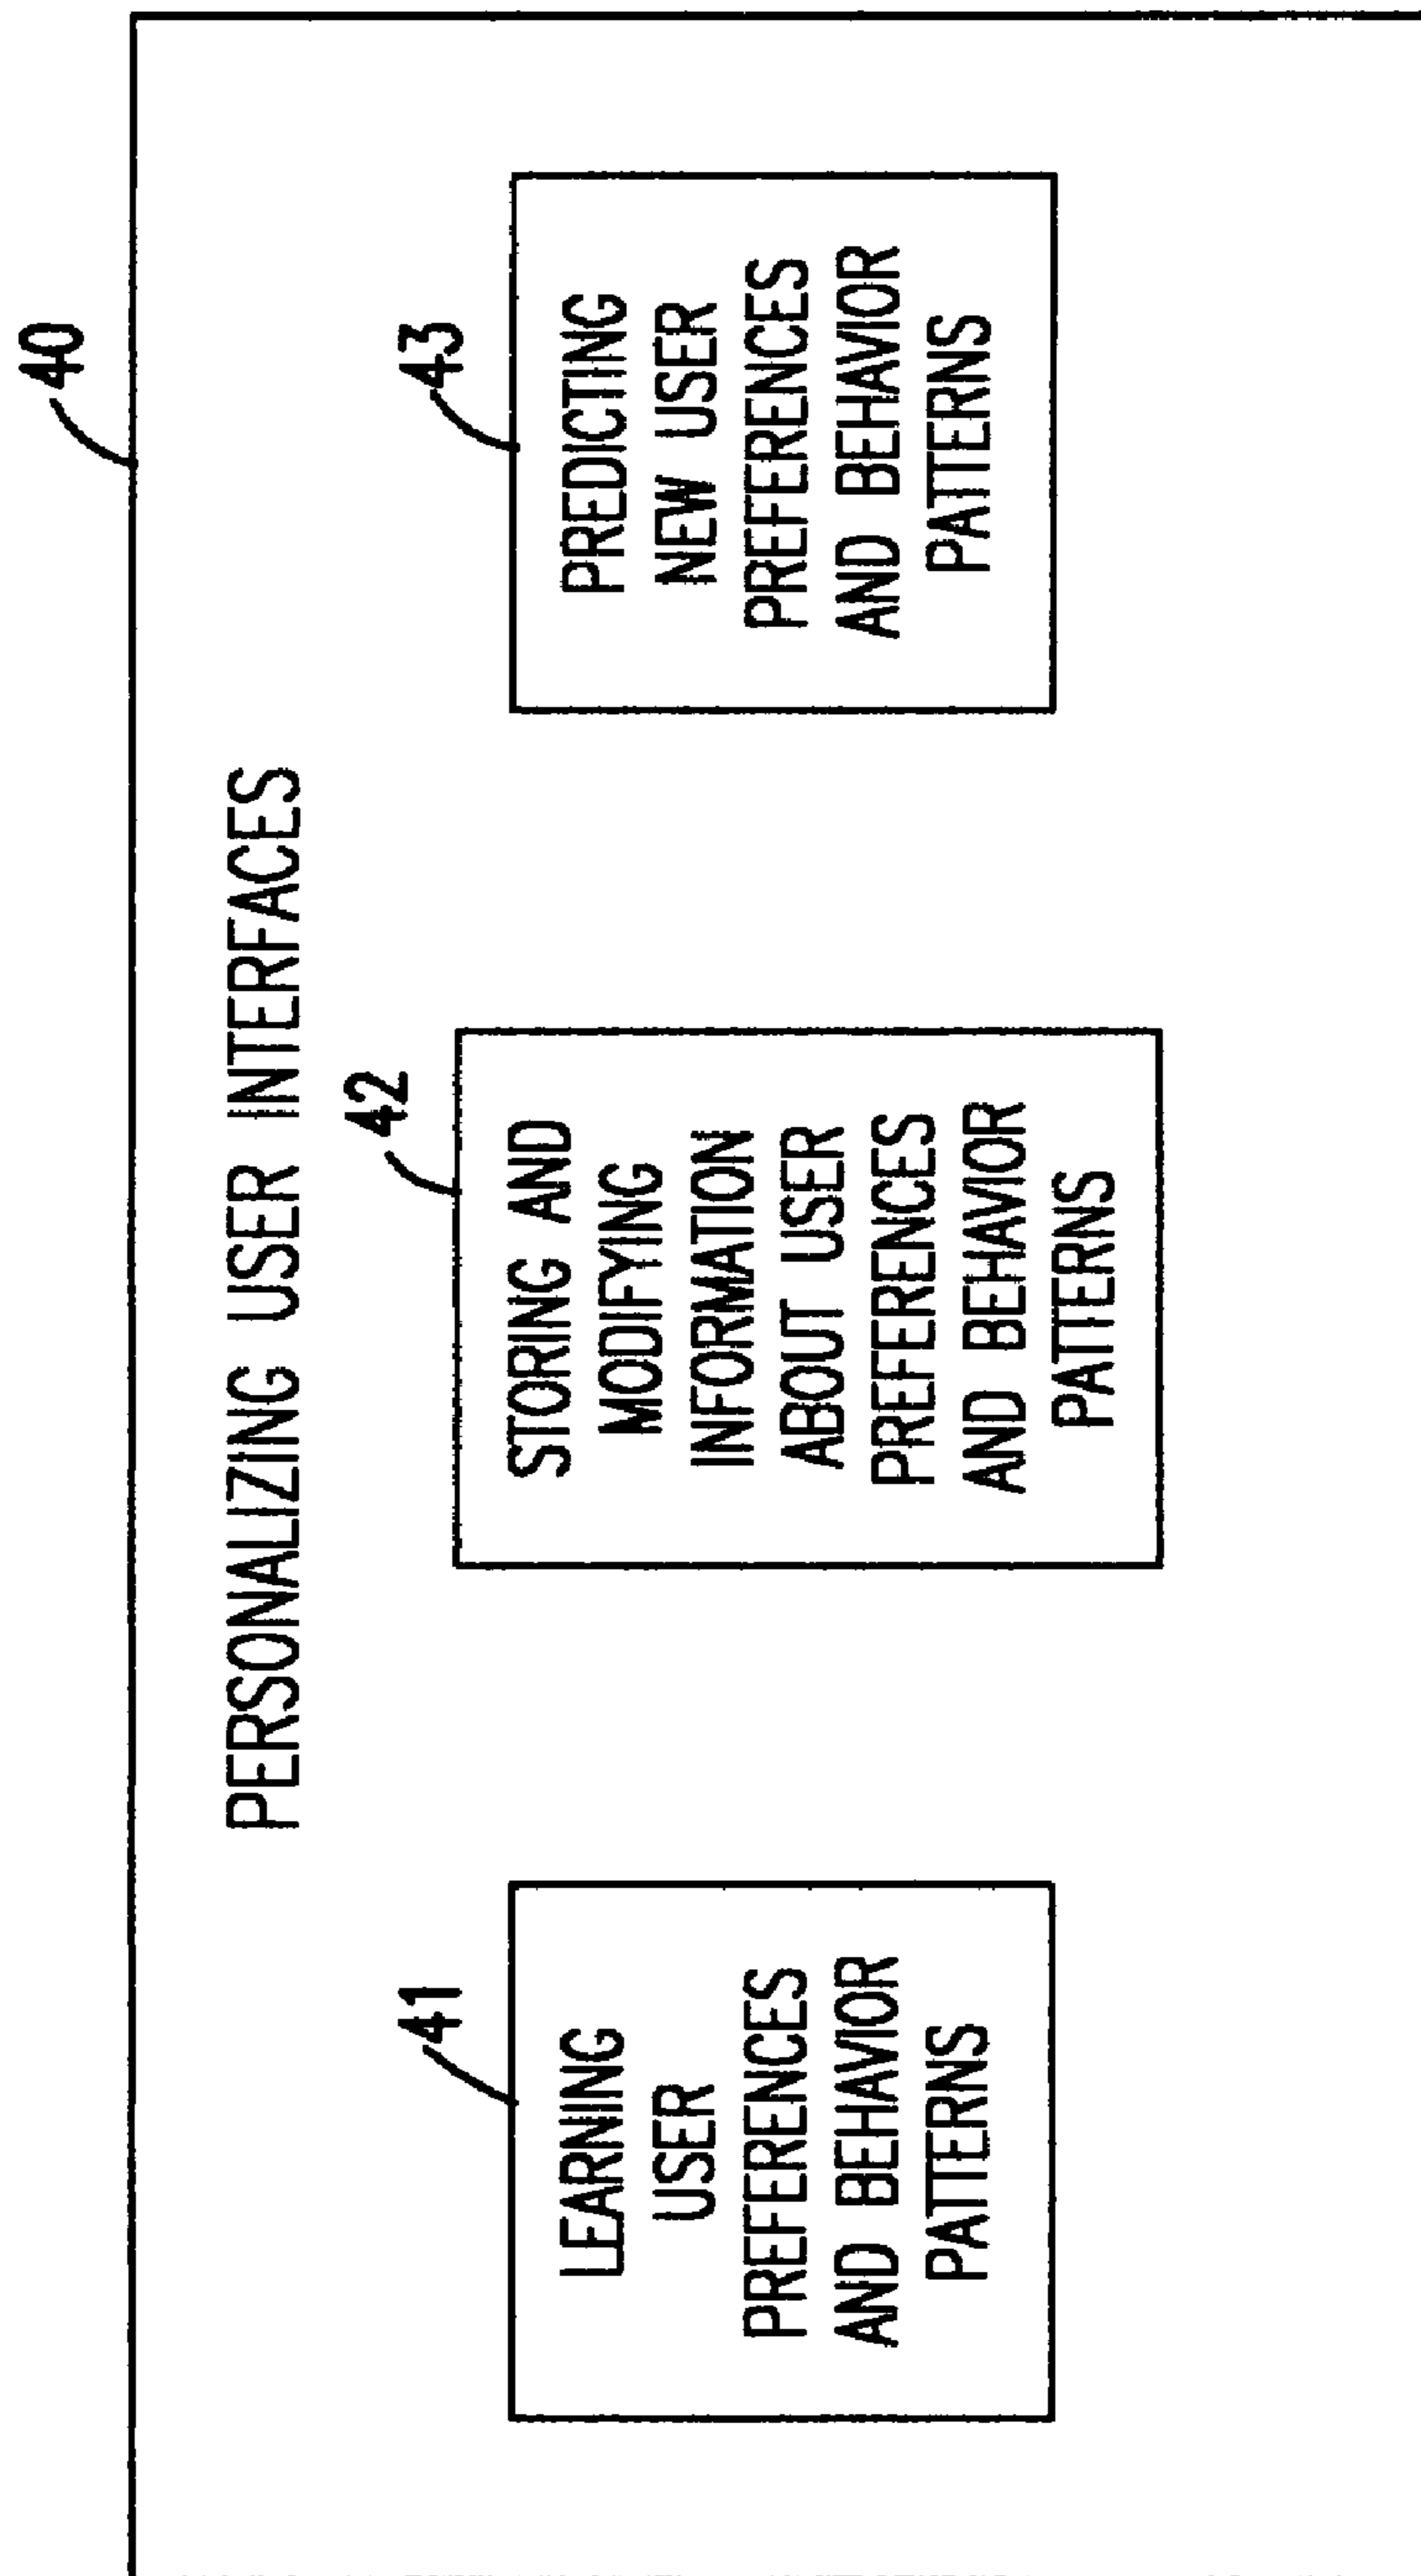 40
PERSONALIZING USER INTERFACES
41
LEARNING
USER
PREFERENCES
AND BEHAVIOR
PATTERNS
42
STORING AND
MODIFYING
INFORMATION
ABOUT USER
PREFERENCES
AND BEHAVIOR
PATTERNS
43
PREDICTING
NEW USER
PREFERENCES
AND BEHAVIOR
PATTERNS